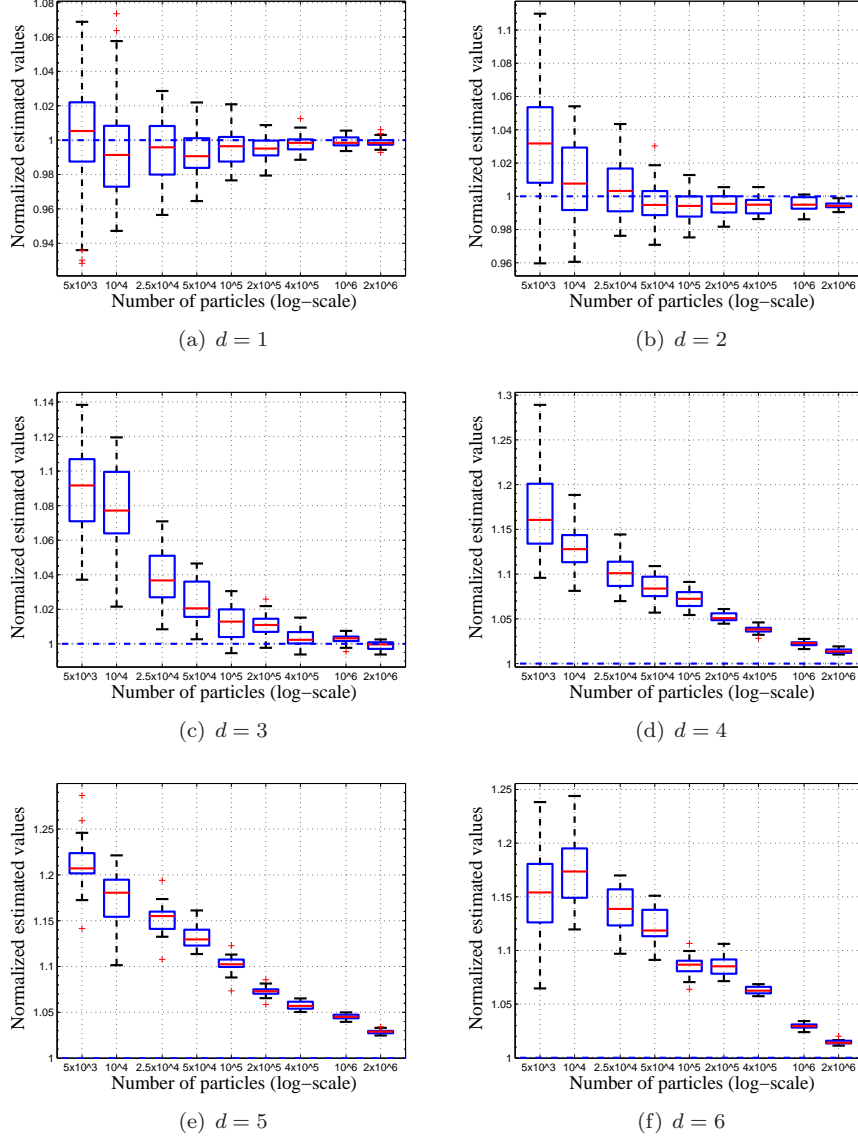 1.08
1.06
1.04
1.02
1
0.98
0.96
0.94
Normalized estimated values
5x10^3 10^4 2.5x10^4 5x10^4 10^5 2x10^5 4x10^5 10^6 2x10^6
Number of particles (log−scale)
(a) d = 1
2.1
1.08
1.06
1.04
1.02
1
0.98
0.96
Normalized estimated values
5x10^3 10^4 2.5x10^4 5x10^4 10^5 2x10^5 4x10^5 10^6 2x10^6
Number of particles (log−scale)
(b) d = 2
1.14
1.12
1.1
1.08
1.06
1.04
1.02
1
Normalized estimated values
5x10^3 10^4 2.5x10^4 5x10^4 10^5 2x10^5 4x10^5 10^6 2x10^6
Number of particles (log−scale)
(c) d = 3
1.3
1.25
1.2
1.15
1.1
1.05
1
Normalized estimated values
5x10^3 10^4 2.5x10^4 5x10^4 10^5 2x10^5 4x10^5 10^6 2x10^6
Number of particles (log−scale)
(d) d = 4
1.25
1.2
1.15
1.1
1.05
1
Normalized estimated values
5x10^3 10^4 2.5x10^4 5x10^4 10^5 2x10^5 4x10^5 10^6 2x10^6
Number of particles (log−scale)
(e) d = 5
1.25
1.2
1.15
1.1
1.05
1
Normalized estimated values
5x10^3 10^4 2.5x10^4 5x10^4 10^5 2x10^5 4x10^5 10^6 2x10^6
Number of particles (log−scale)
(f) d = 6